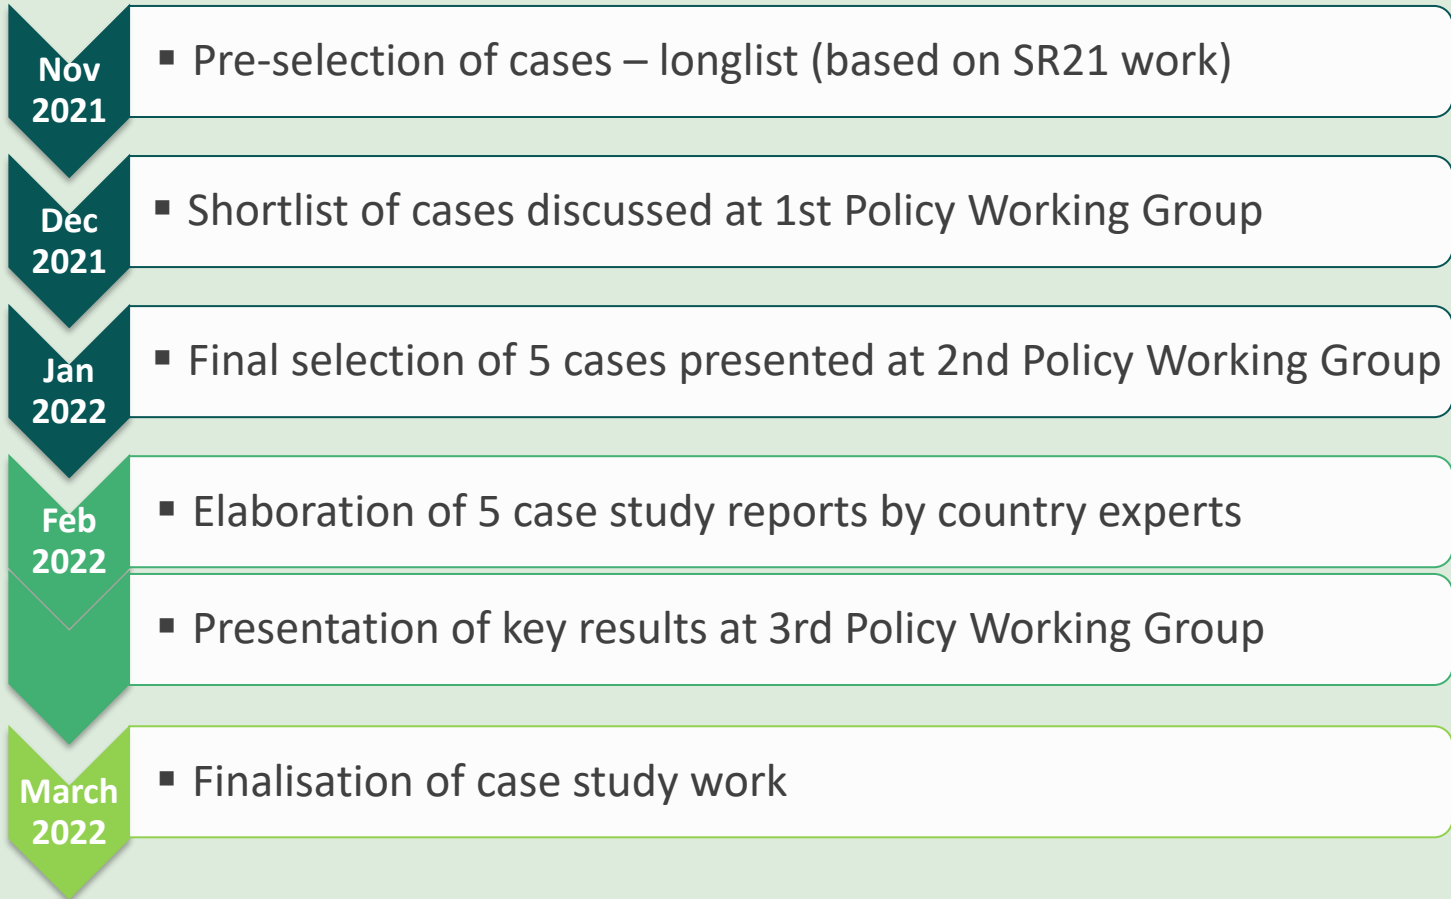 Nov
2021
▪ Pre-selection of cases – longlist (based on SR21 work)
Dec
2021
▪ Shortlist of cases discussed at 1st Policy Working Group
Jan
2022
▪ Final selection of 5 cases presented at 2nd Policy Working Group
Feb
2022
▪ Elaboration of 5 case study reports by country experts
▪ Presentation of key results at 3rd Policy Working Group
March
2022
▪ Finalisation of case study work